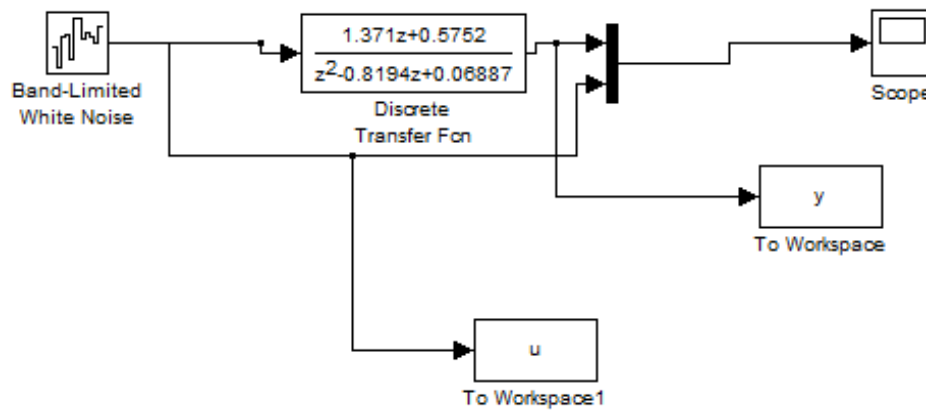 Band-Limited
White Noise
1.371z+0.5752
z²-0.8194z+0.06887
Discrete
Transfer Fcn
Scope
y
To Workspace
u
To Workspace1